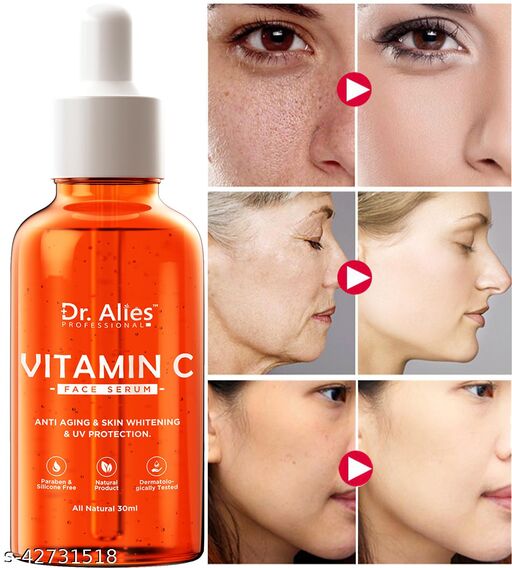 Dr. Alies™
PROFESSIONAL
VITAMIN C
- FACE SERUM -
ANTI AGING & SKIN WHITENING
& UV PROTECTION.
Paraben &
Silicone Free
Natural
Product
Dermatolo-
gically Tested
All Natural 30ml
s-42731518